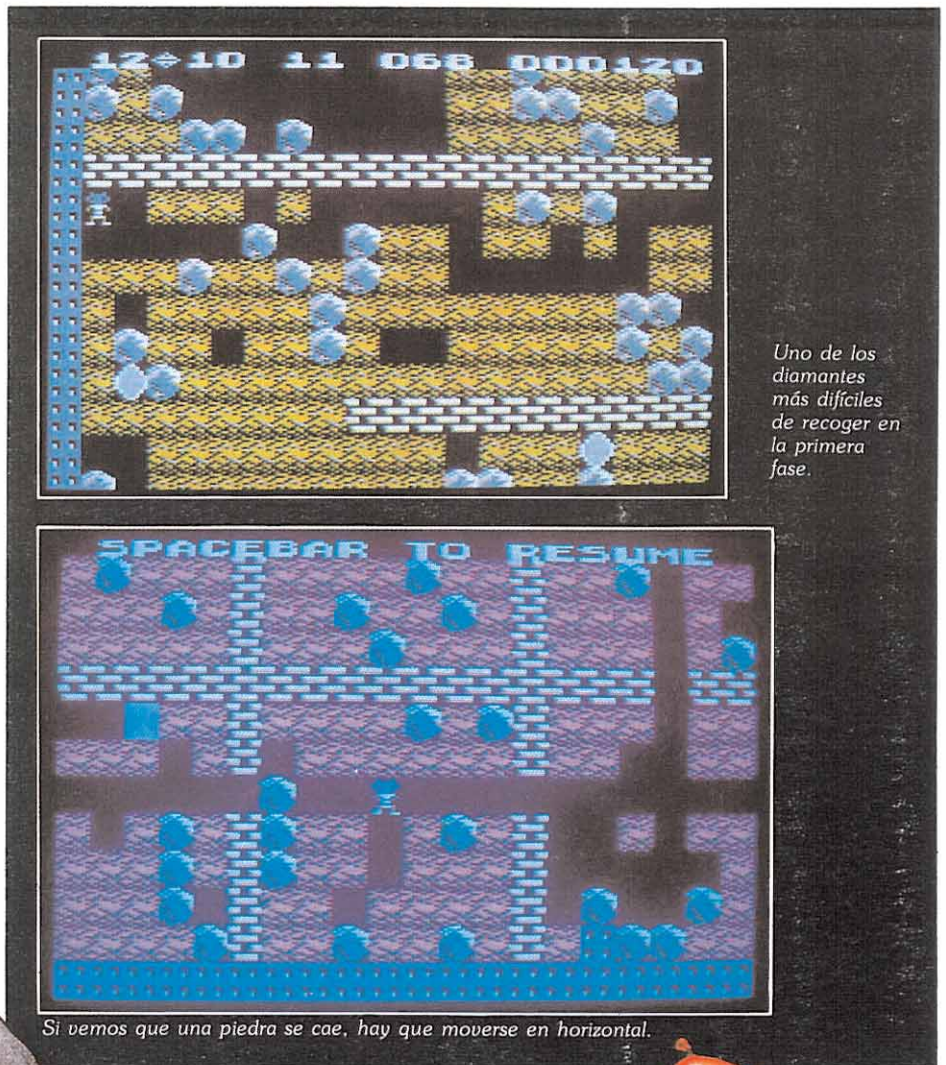 12÷10 11 068 000120
Uno de los
diamantes
más difíciles
de recoger en
la primera
fase.
SPACEBAR TO RESUME
Si vemos que una piedra se cae, hay que moverse en horizontal.